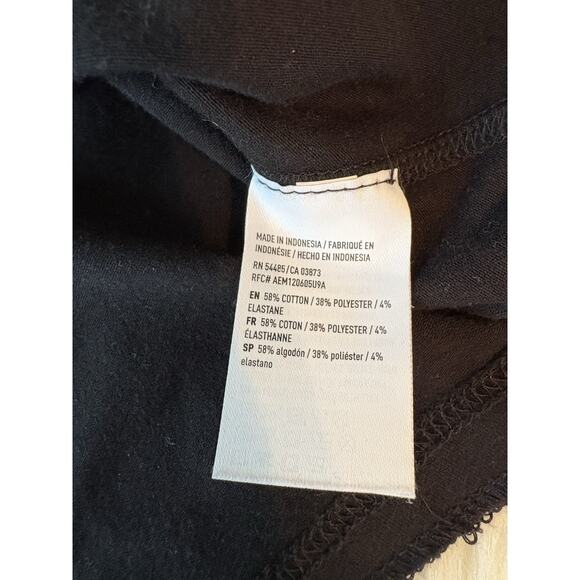 MADE IN INDONESIA / FABRIQUÉ EN
INDONÉSIE / HECHO EN INDONESIA
RN 54485/CA 03873
RFC# AEM120605U9A
EN 58% COTTON / 38% POLYESTER / 4%
ELASTANE
FR 58% COTON / 38% POLYESTER / 4%
ÉLASTHANNE
SP 58% algodón / 38% poliéster / 4%
elastano